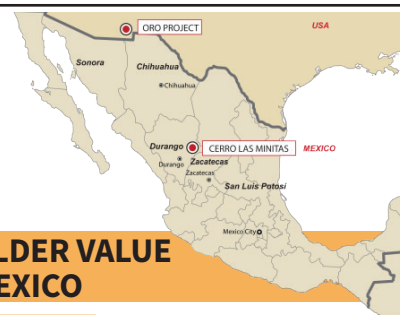 ORO PROJECT
USA
Sonora
Chihuahua
Chihuahua
Durango
CERRO LAS MINITAS
MEXICO
Durango
Zacatecas
Zacatecas
San Luis Potosi
Mexico City
LDER VALUE
EXICO